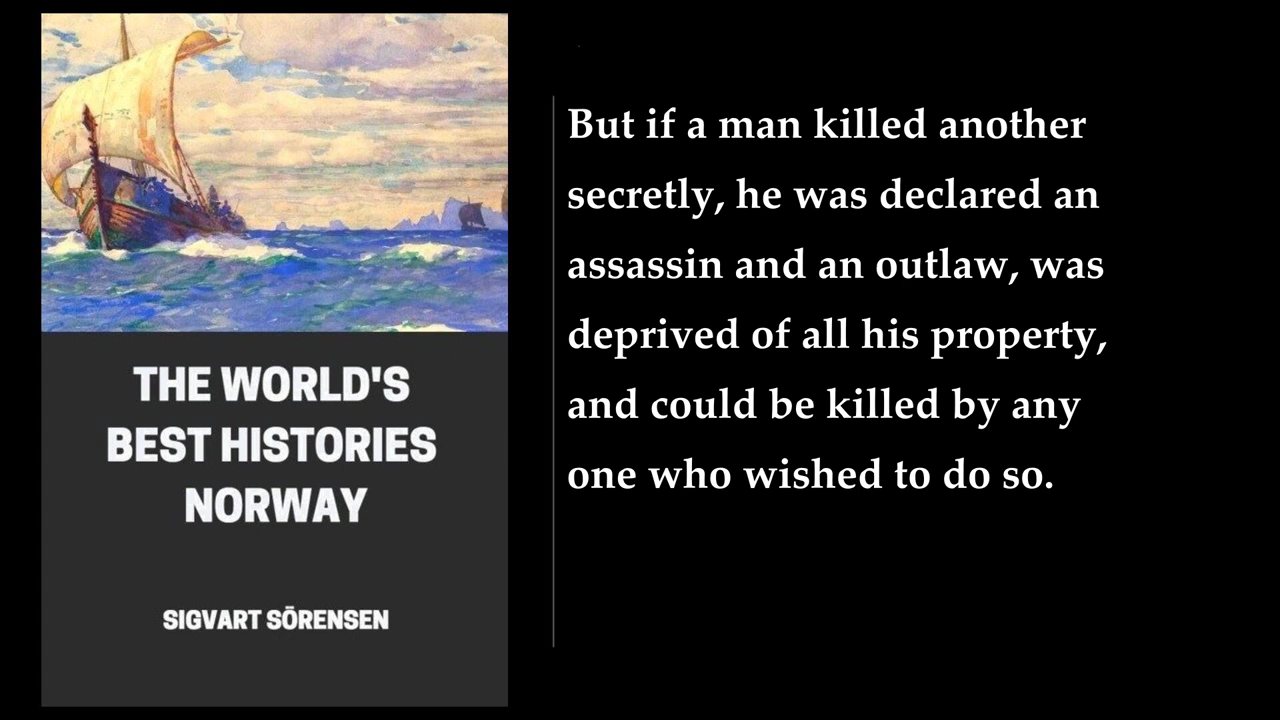 THE WORLD'S
BEST HISTORIES
NORWAY
SIGVART SÖRENSEN
But if a man killed another
secretly, he was declared an
assassin and an outlaw, was
deprived of all his property,
and could be killed by any
one who wished to do so.